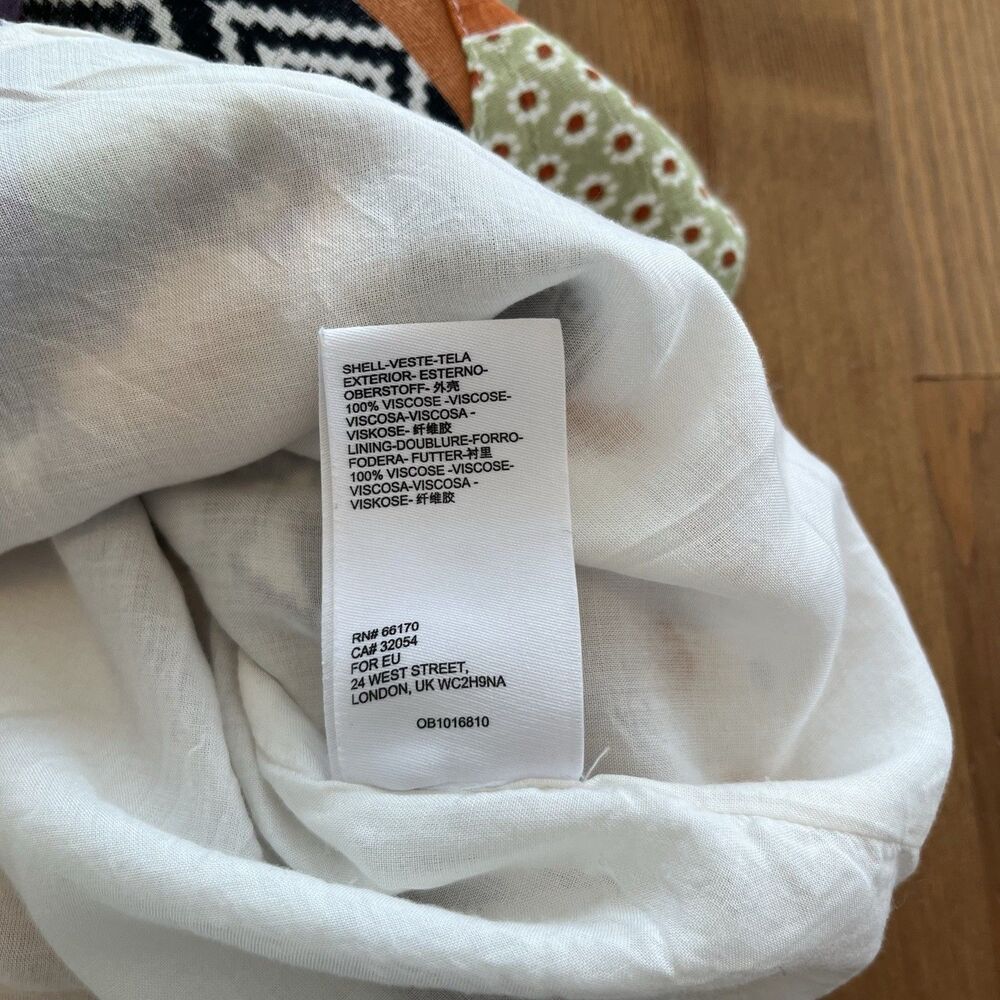 SHELL-VESTE-TELA
EXTERIOR- ESTERNO-
OBERSTOFF- 外壳
100% VISCOSE -VISCOSE-
VISCOSA-VISCOSA -
VISKOSE- 纤维胶
LINING-DOUBLURE-FORRO-
FODERA- FUTTER-衬里
100% VISCOSE -VISCOSE-
VISCOSA-VISCOSA -
VISKOSE- 纤维胶
RN# 66170
CA# 32054
FOR EU
24 WEST STREET,
LONDON, UK WC2H9NA
OB1016810